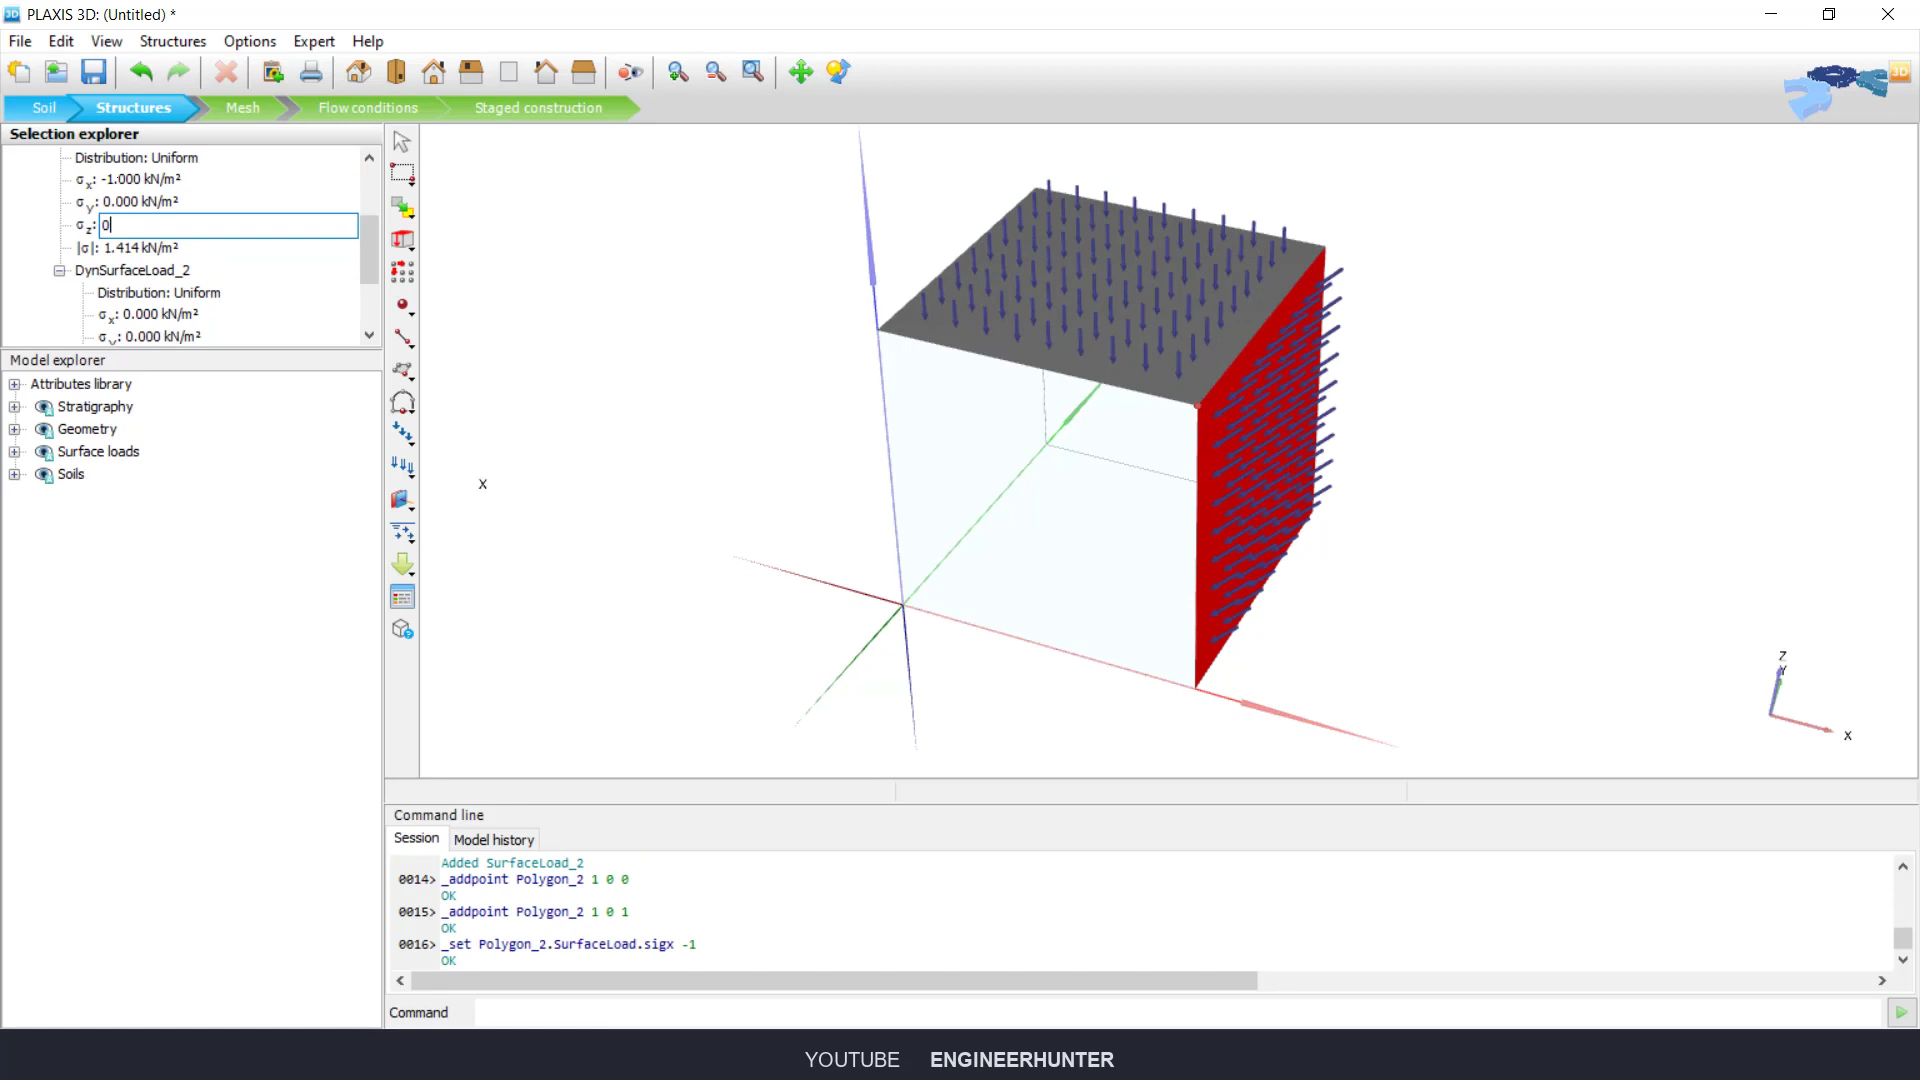 PLAXIS 3D: (Untitled) *
File Edit View Structures Options Expert Help
3D
Soil Structures Mesh Flow conditions Staged construction
Selection explorer
Distribution: Uniform
σx: -1.000 kN/m²
σy: 0.000 kN/m²
σz: 0
|σ|: 1.414 kN/m²
DynSurfaceLoad_2
Distribution: Uniform
σx: 0.000 kN/m²
σy: 0.000 kN/m²
Model explorer
Attributes library
Stratigraphy
Geometry
Surface loads
Soils
X
Z
Y
X
Command line
Session Model history
Added SurfaceLoad_2
0014> _addpoint Polygon_2 1 0 0
OK
0015> _addpoint Polygon_2 1 0 1
OK
0016> _set Polygon_2.SurfaceLoad.sigx -1
OK
Command
YOUTUBE ENGINEERHUNTER